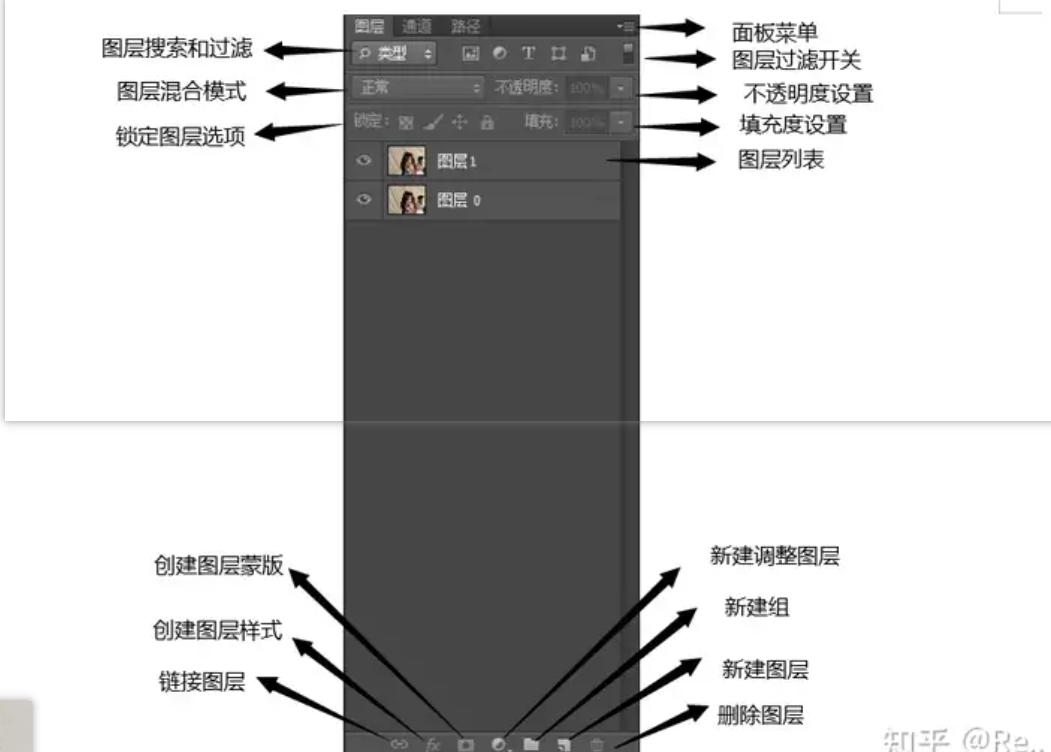 图层 通道 路径
面板菜单
图层搜索和过滤
类型
T
图层过滤开关
图层混合模式
正常
不透明度: 100%
不透明度设置
锁定图层选项
锁定:
填充: 100%
填充度设置
图层1
图层列表
图层 0
创建图层蒙版
新建调整图层
创建图层样式
新建组
链接图层
新建图层
删除图层
fx
知乎 @Re..